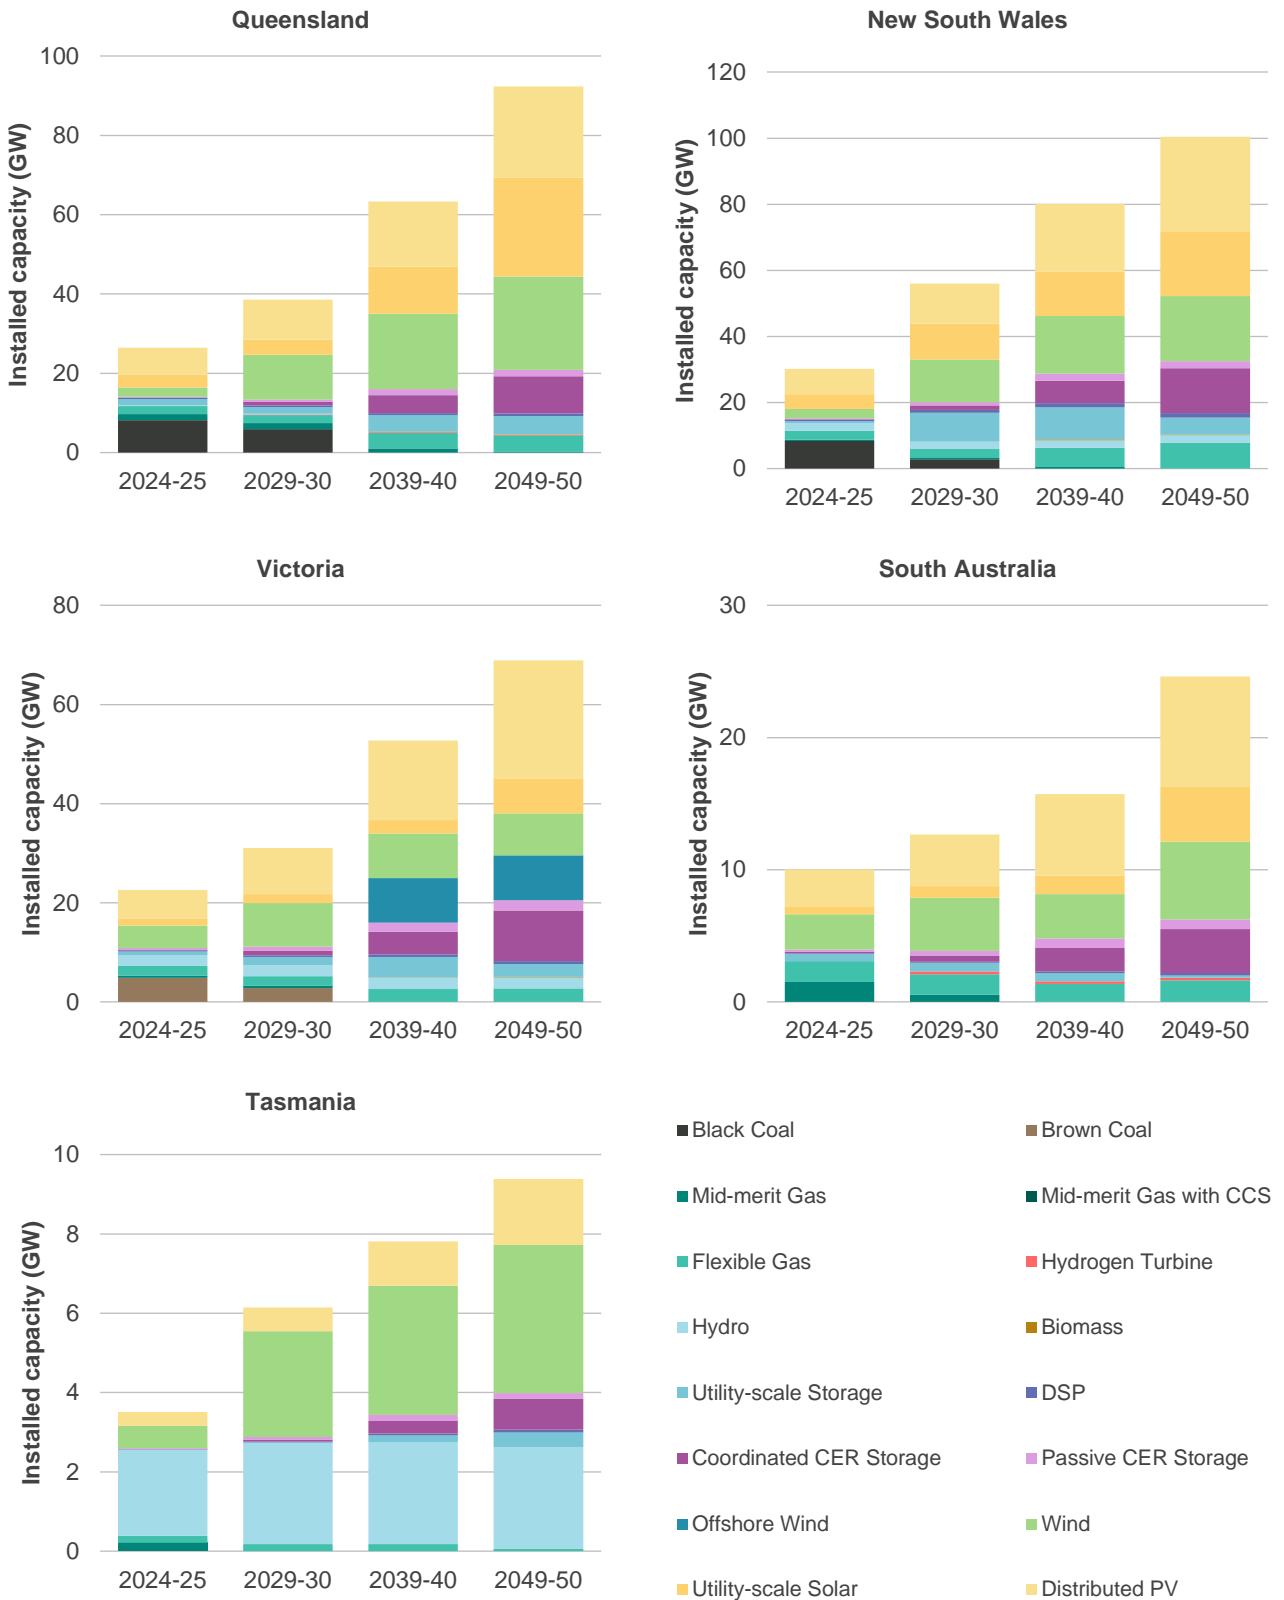 Queensland
Installed capacity (GW)
100
80
60
40
20
0
2024-25 2029-30 2039-40 2049-50
New South Wales
Installed capacity (GW)
120
100
80
60
40
20
0
2024-25 2029-30 2039-40 2049-50
Victoria
Installed capacity (GW)
80
60
40
20
0
2024-25 2029-30 2039-40 2049-50
South Australia
Installed capacity (GW)
30
20
10
0
2024-25 2029-30 2039-40 2049-50
Tasmania
Installed capacity (GW)
10
8
6
4
2
0
2024-25 2029-30 2039-40 2049-50
Black Coal
Brown Coal
Mid-merit Gas
Mid-merit Gas with CCS
Flexible Gas
Hydrogen Turbine
Hydro
Biomass
Utility-scale Storage
DSP
Coordinated CER Storage
Passive CER Storage
Offshore Wind
Wind
Utility-scale Solar
Distributed PV